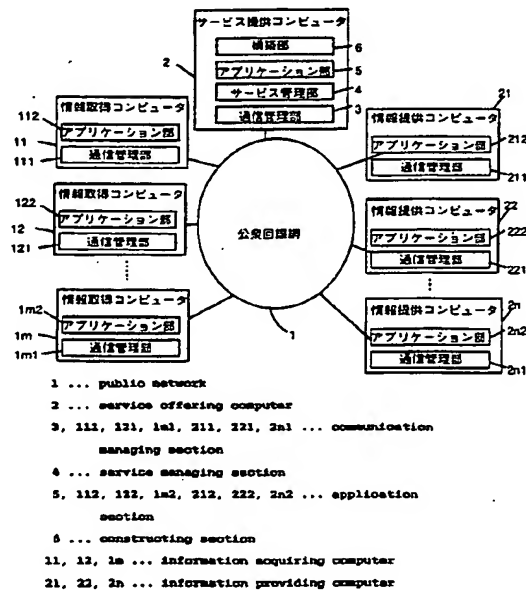 サービス提供コンピュータ
構築部
6
2
アプリケーション部
5
サービス管理部
4
通信管理部
3
情報取得コンピュータ
112
アプリケーション部
11
通信管理部
111
情報取得コンピュータ
122
アプリケーション部
12
通信管理部
121
情報取得コンピュータ
1m2
アプリケーション部
1m
通信管理部
1m1
公衆回線網
1
21
情報提供コンピュータ
212
アプリケーション部
通信管理部
211
22
情報提供コンピュータ
アプリケーション部
222
通信管理部
221
情報提供コンピュータ
2n
アプリケーション部
2n2
通信管理部
2n1
1 ... public network
2 ... service offering computer
3, 111, 121, 1m1, 211, 221, 2n1 ... communication
managing section
4 ... service managing section
5, 112, 122, 1m2, 212, 222, 2n2 ... application
section
6 ... constructing section
11, 12, 1m ... information acquiring computer
21, 22, 2n ... information providing computer